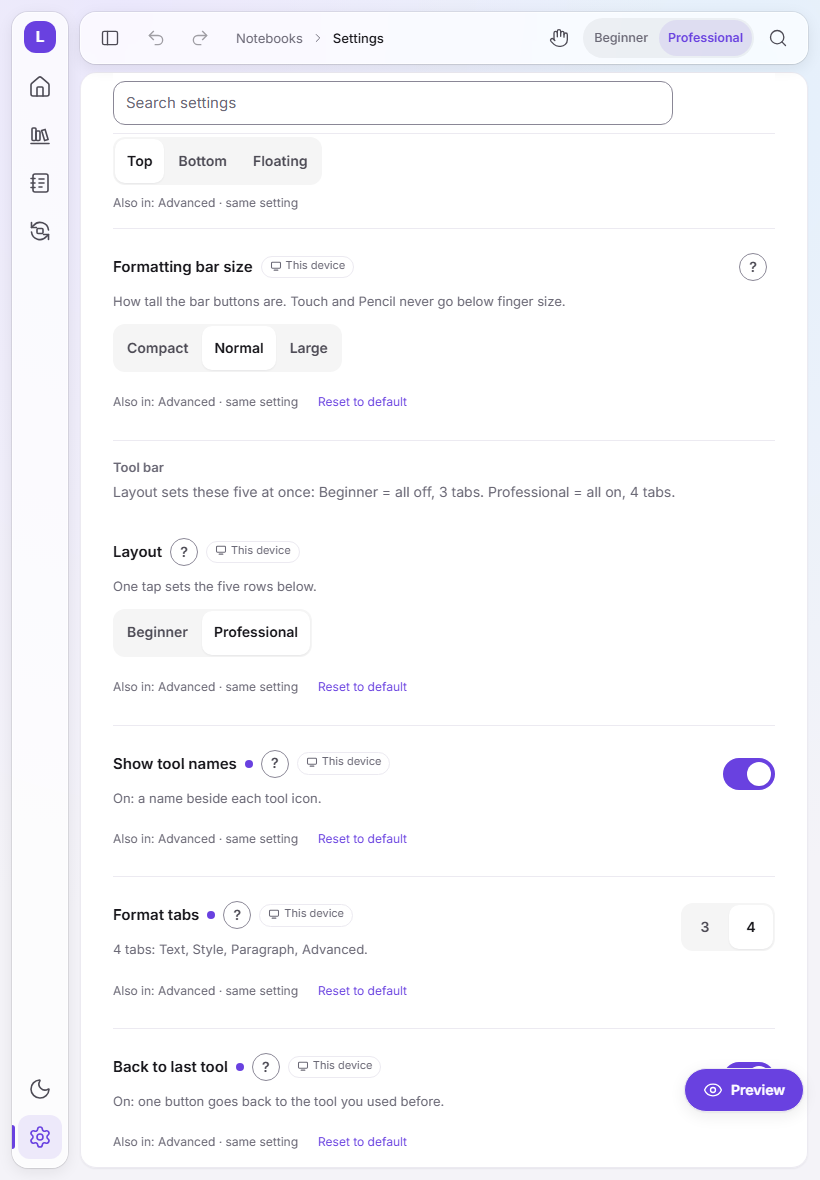 L
Notebooks
Settings
Beginner
Professional
Search settings
Top
Bottom
Floating
Also in: Advanced · same setting
Formatting bar size
This device
?
How tall the bar buttons are. Touch and Pencil never go below finger size.
Compact
Normal
Large
Also in: Advanced · same setting
Reset to default
Tool bar
Layout sets these five at once: Beginner = all off, 3 tabs. Professional = all on, 4 tabs.
Layout
?
This device
One tap sets the five rows below.
Beginner
Professional
Also in: Advanced · same setting
Reset to default
Show tool names
?
This device
On: a name beside each tool icon.
Also in: Advanced · same setting
Reset to default
Format tabs
?
This device
3
4
4 tabs: Text, Style, Paragraph, Advanced.
Also in: Advanced · same setting
Reset to default
Back to last tool
?
This device
Preview
On: one button goes back to the tool you used before.
Also in: Advanced · same setting
Reset to default